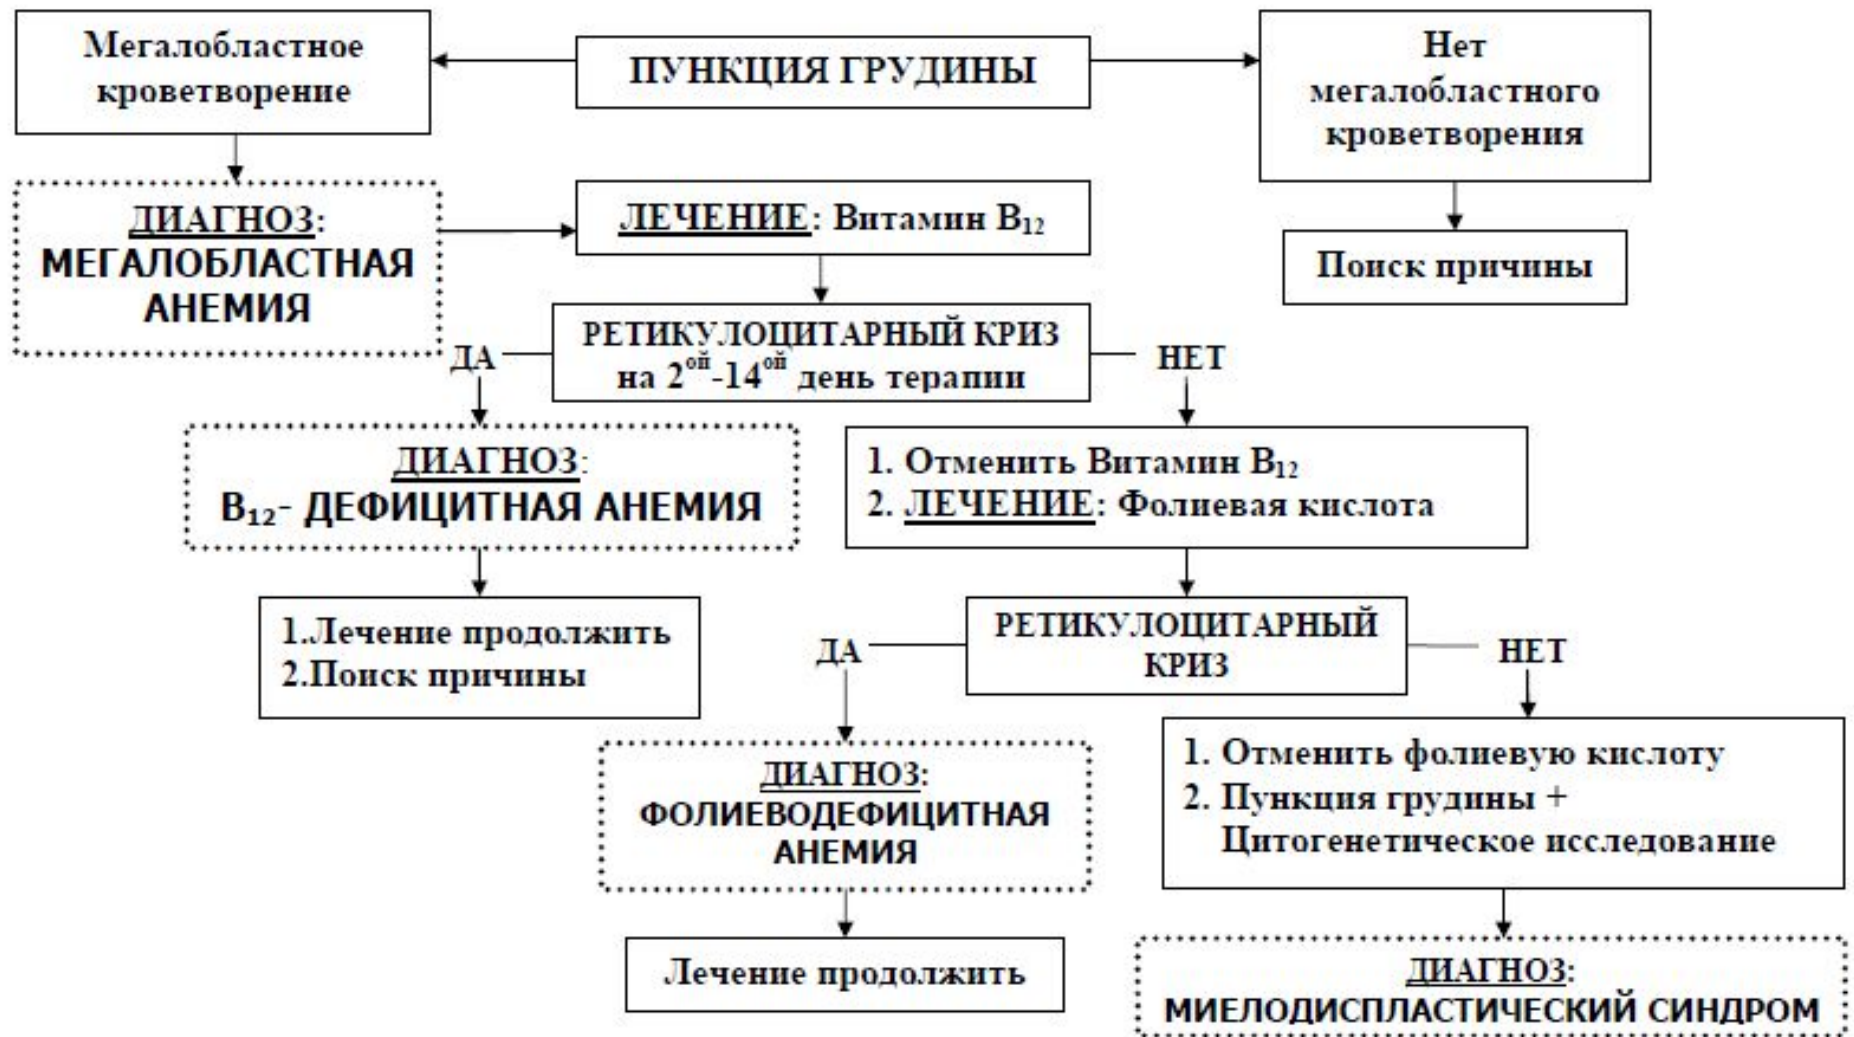 Мегалобластное
кроветворение
ПУНКЦИЯ ГРУДИНЫ
Нет
мегалобластного
кроветворения
ДИАГНОЗ:
МЕГАЛОБЛАСТНАЯ
АНЕМИЯ
ЛЕЧЕНИЕ: Витамин В₁₂
Поиск причины
РЕТИКУЛОЦИТАРНЫЙ КРИЗ
на 2ой-14ой день терапии
ДА
НЕТ
ДИАГНОЗ:
В₁₂- ДЕФИЦИТНАЯ АНЕМИЯ
1. Отменить Витамин В₁₂
2. ЛЕЧЕНИЕ: Фолиевая кислота
1.Лечение продолжить
2.Поиск причины
РЕТИКУЛОЦИТАРНЫЙ
КРИЗ
ДА
НЕТ
ДИАГНОЗ:
ФОЛИЕВОДЕФИЦИТНАЯ
АНЕМИЯ
1. Отменить фолиевую кислоту
2. Пункция грудины +
Цитогенетическое исследование
Лечение продолжить
ДИАГНОЗ:
МИЕЛОДИСПЛАСТИЧЕСКИЙ СИНДРОМ